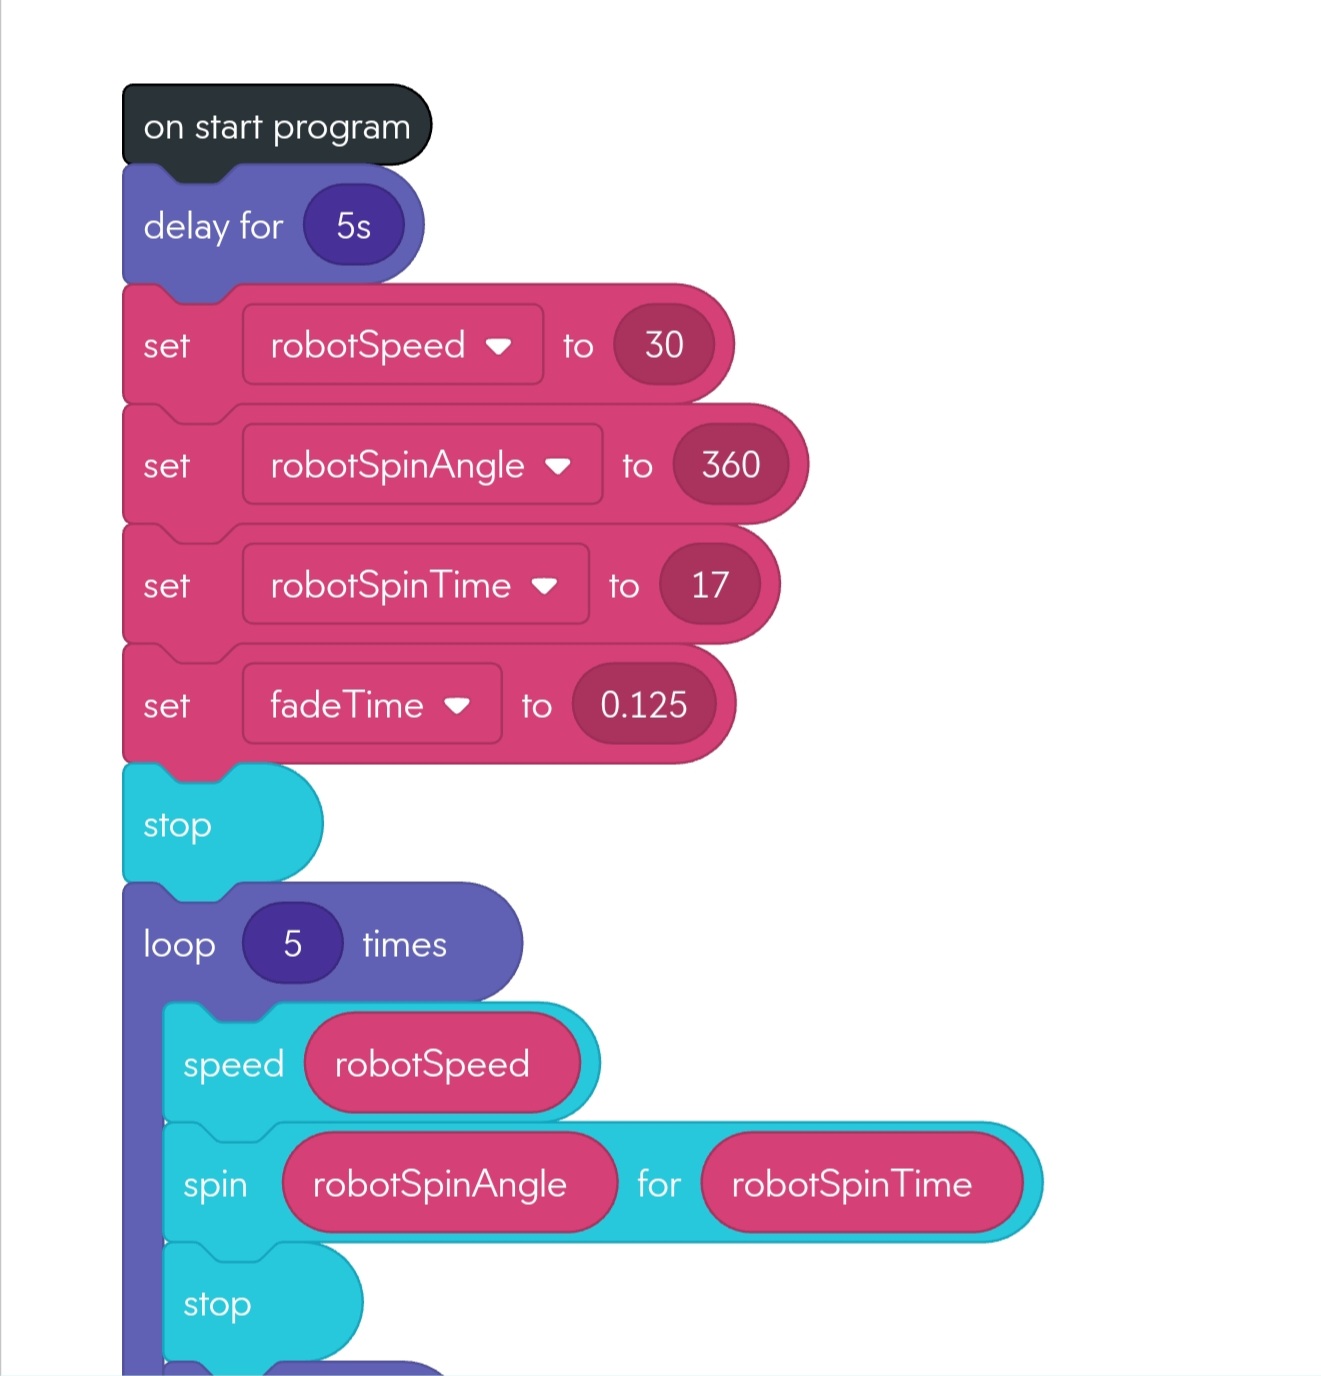 on start program
delay for 5s
set robotSpeed to 30
set robotSpinAngle to 360
set robotSpinTime to 17
set fadeTime to 0.125
stop
loop 5 times
speed robotSpeed
spin robotSpinAngle for robotSpinTime
stop